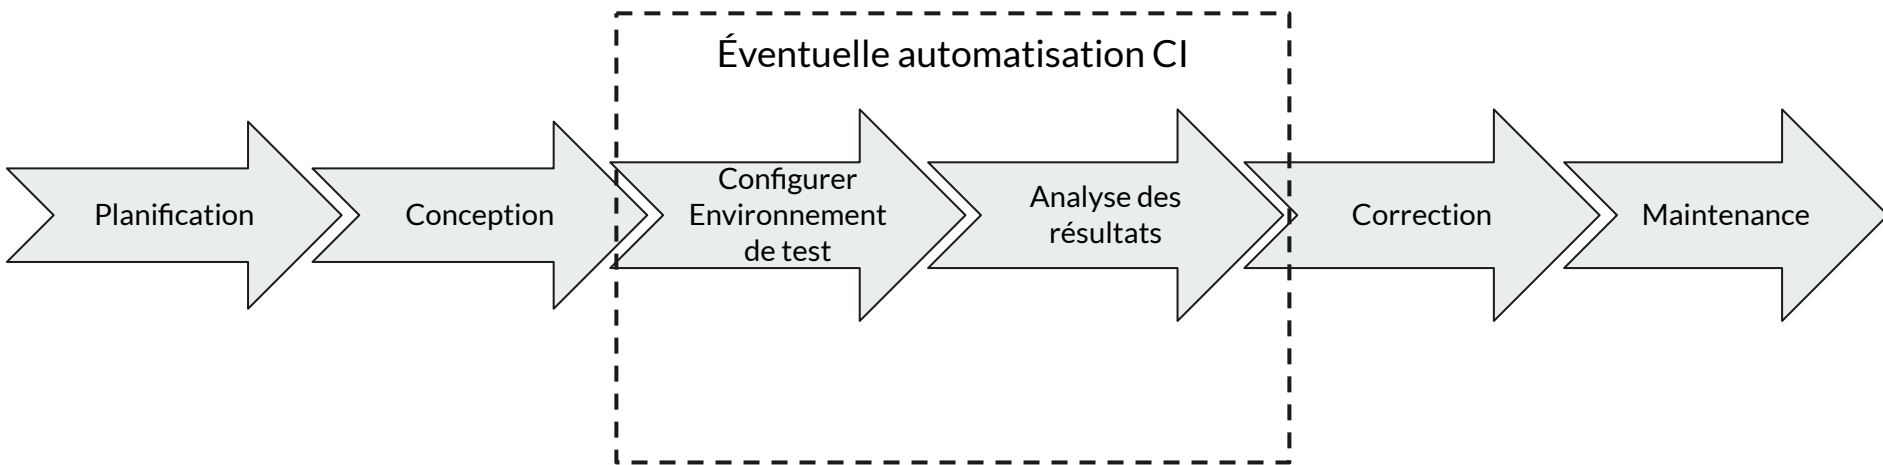 Éventuelle automatisation CI
Planification
Conception
Configurer
Environnement
de test
Analyse des
résultats
Correction
Maintenance